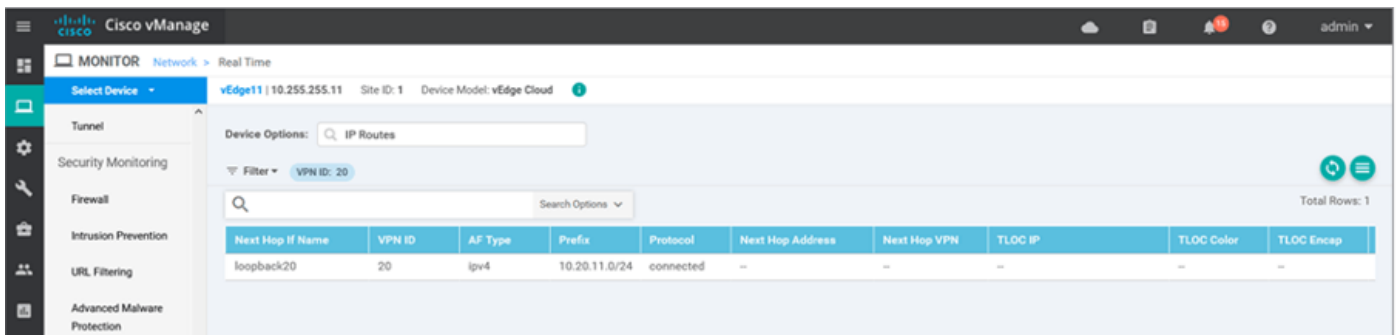 cisco Cisco vManage 15 admin
MONITOR Network > Real Time
Select Device vEdge11 | 10.255.255.11 Site ID: 1 Device Model: vEdge Cloud i
Tunnel
Device Options: IP Routes
Security Monitoring
Filter VPN ID: 20
Firewall
Search Options Total Rows: 1
Intrusion Prevention
Next Hop If Name VPN ID AF Type Prefix Protocol Next Hop Address Next Hop VPN TLOC IP TLOC Color TLOC Encap
loopback20 20 ipv4 10.20.11.0/24 connected -- -- -- -- --
URL Filtering
Advanced Malware
Protection